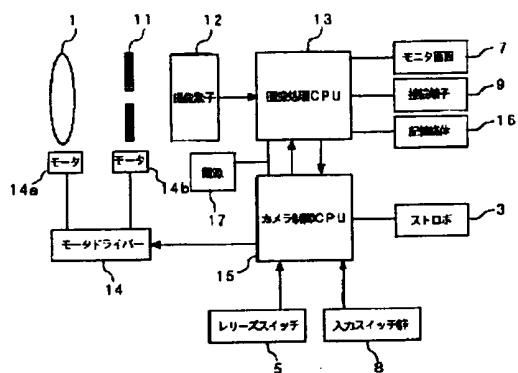 1
11
12
13
撮像素子
画像処理CPU
モニタ画面
7
接続端子
9
記憶媒体
16
モータ
14a
モータ
14b
電源
17
カメラ制御CPU
15
ストロボ
3
モータドライバー
14
レリーズスイッチ
5
入力スイッチ群
8